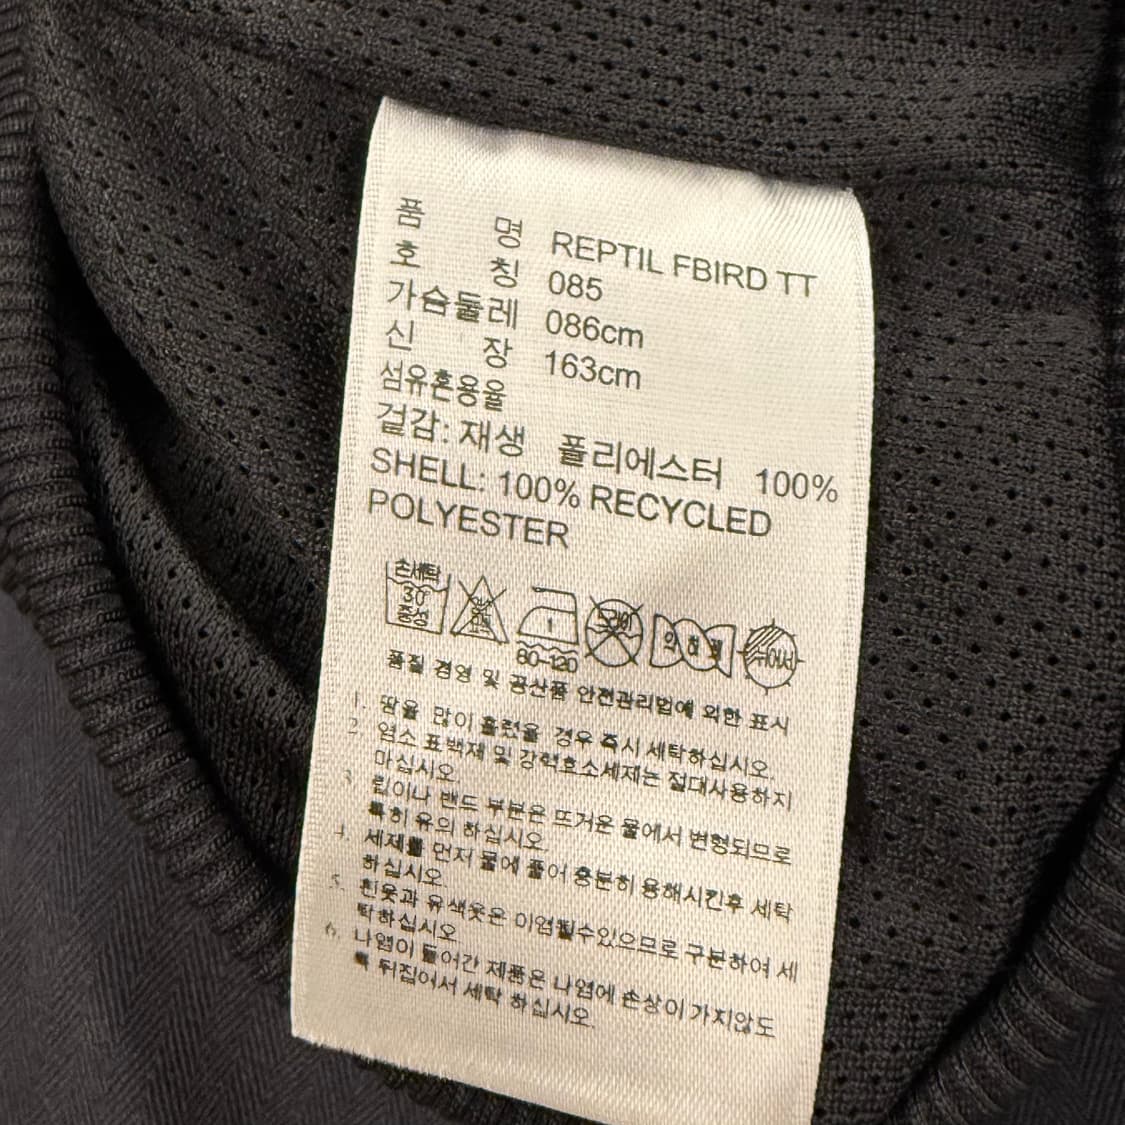 품 명 REPTIL FBIRD TT
호 칭 085
가슴둘레 086cm
신 장 163cm
섬유혼용율
겉감: 재생 폴리에스터 100%
SHELL: 100% RECYCLED
POLYESTER
손세탁 30 중성 1 80-120 드라이 약하게 뉘어서
품질 경영 및 공산품 안전관리법에 의한 표시
1. 땀을 많이 흘렸을 경우 즉시 세탁하십시오.
2. 염소 표백제 및 강력효소세제는 절대사용하지
마십시오.
3. 립이나 밴드 부분은 뜨거운 물에서 변형되므로
특히 유의 하십시오.
4. 세제를 먼저 물에 풀어 충분히 용해시킨후 세탁
하십시오.
5. 흰옷과 유색옷은 이염될수있으므로 구분하여 세
탁하십시오.
6. 나염이 들어간 제품은 나염에 손상이 가지않도
록 뒤집어서 세탁 하십시오.